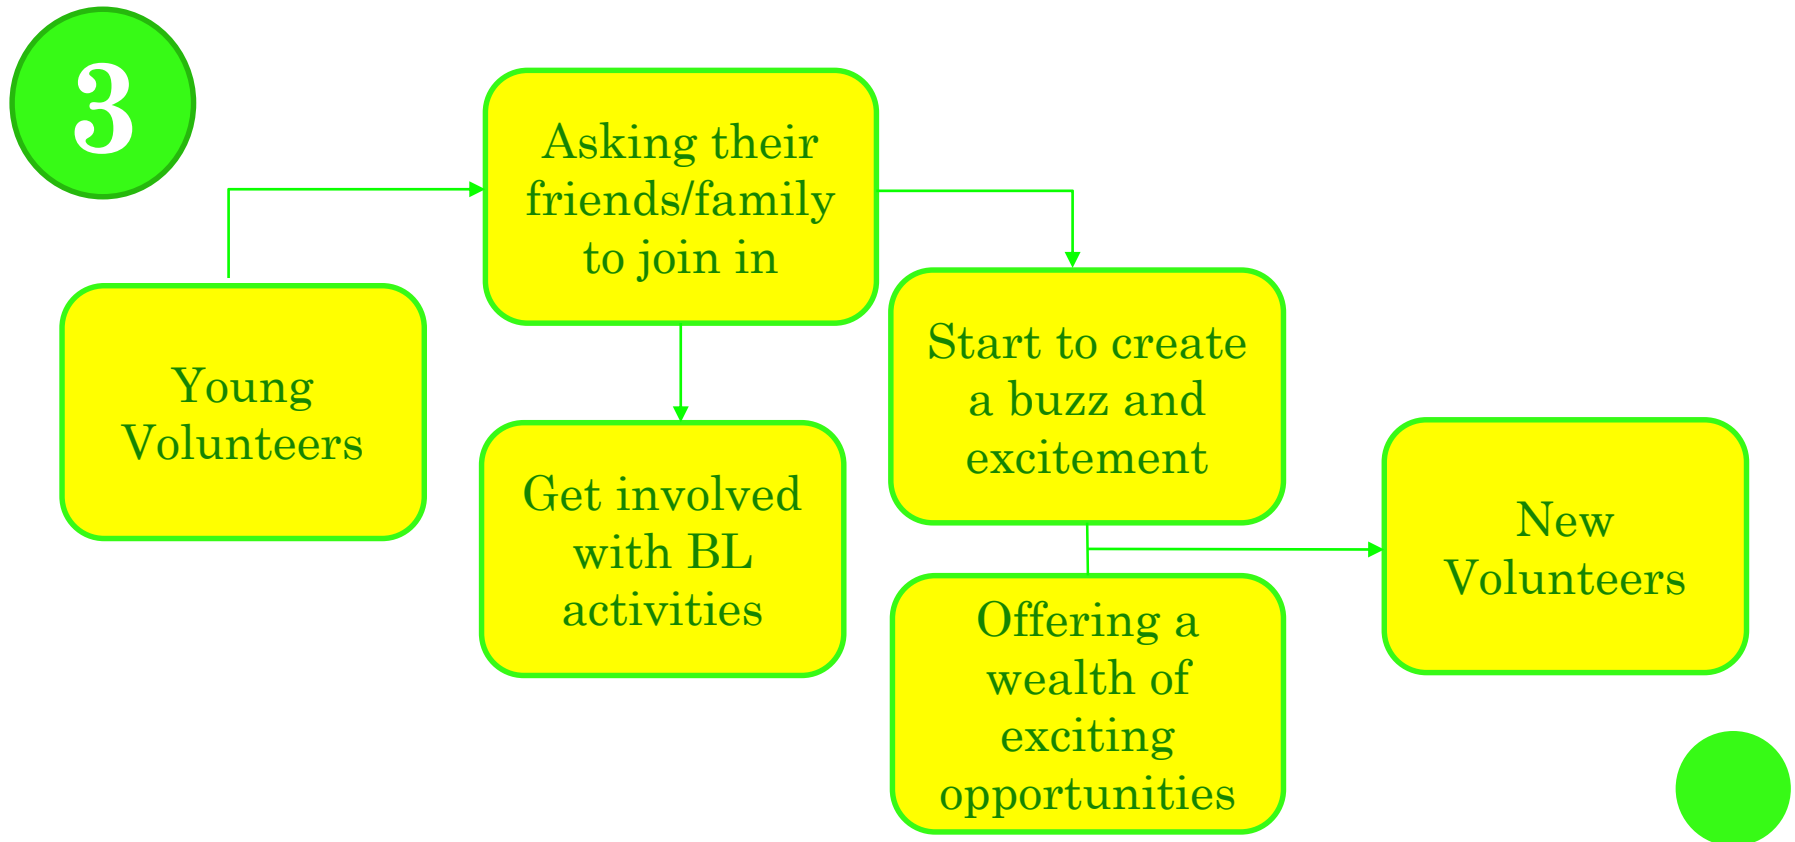 3
Asking their
friends/family
to join in
Young
Volunteers
Get involved
with BL
activities
Start to create
a buzz and
excitement
Offering a
wealth of
exciting
opportunities
New
Volunteers